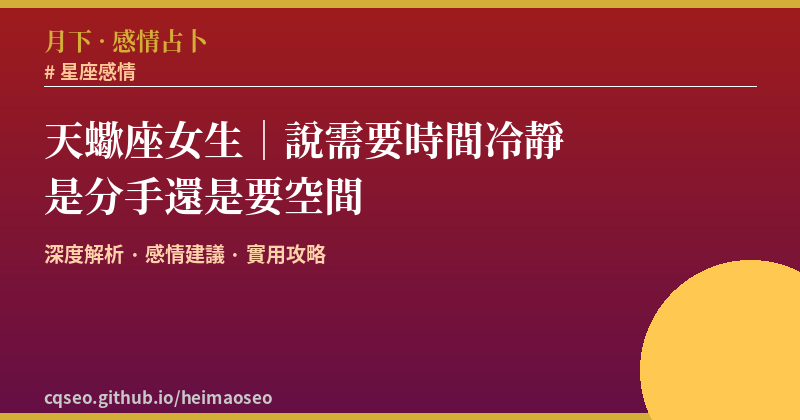 月下 · 感情占卜
# 星座感情
天蠍座女生｜說需要時間冷靜
是分手還是要空間
深度解析 · 感情建議 · 實用攻略
cqseo.github.io/heimaoseo